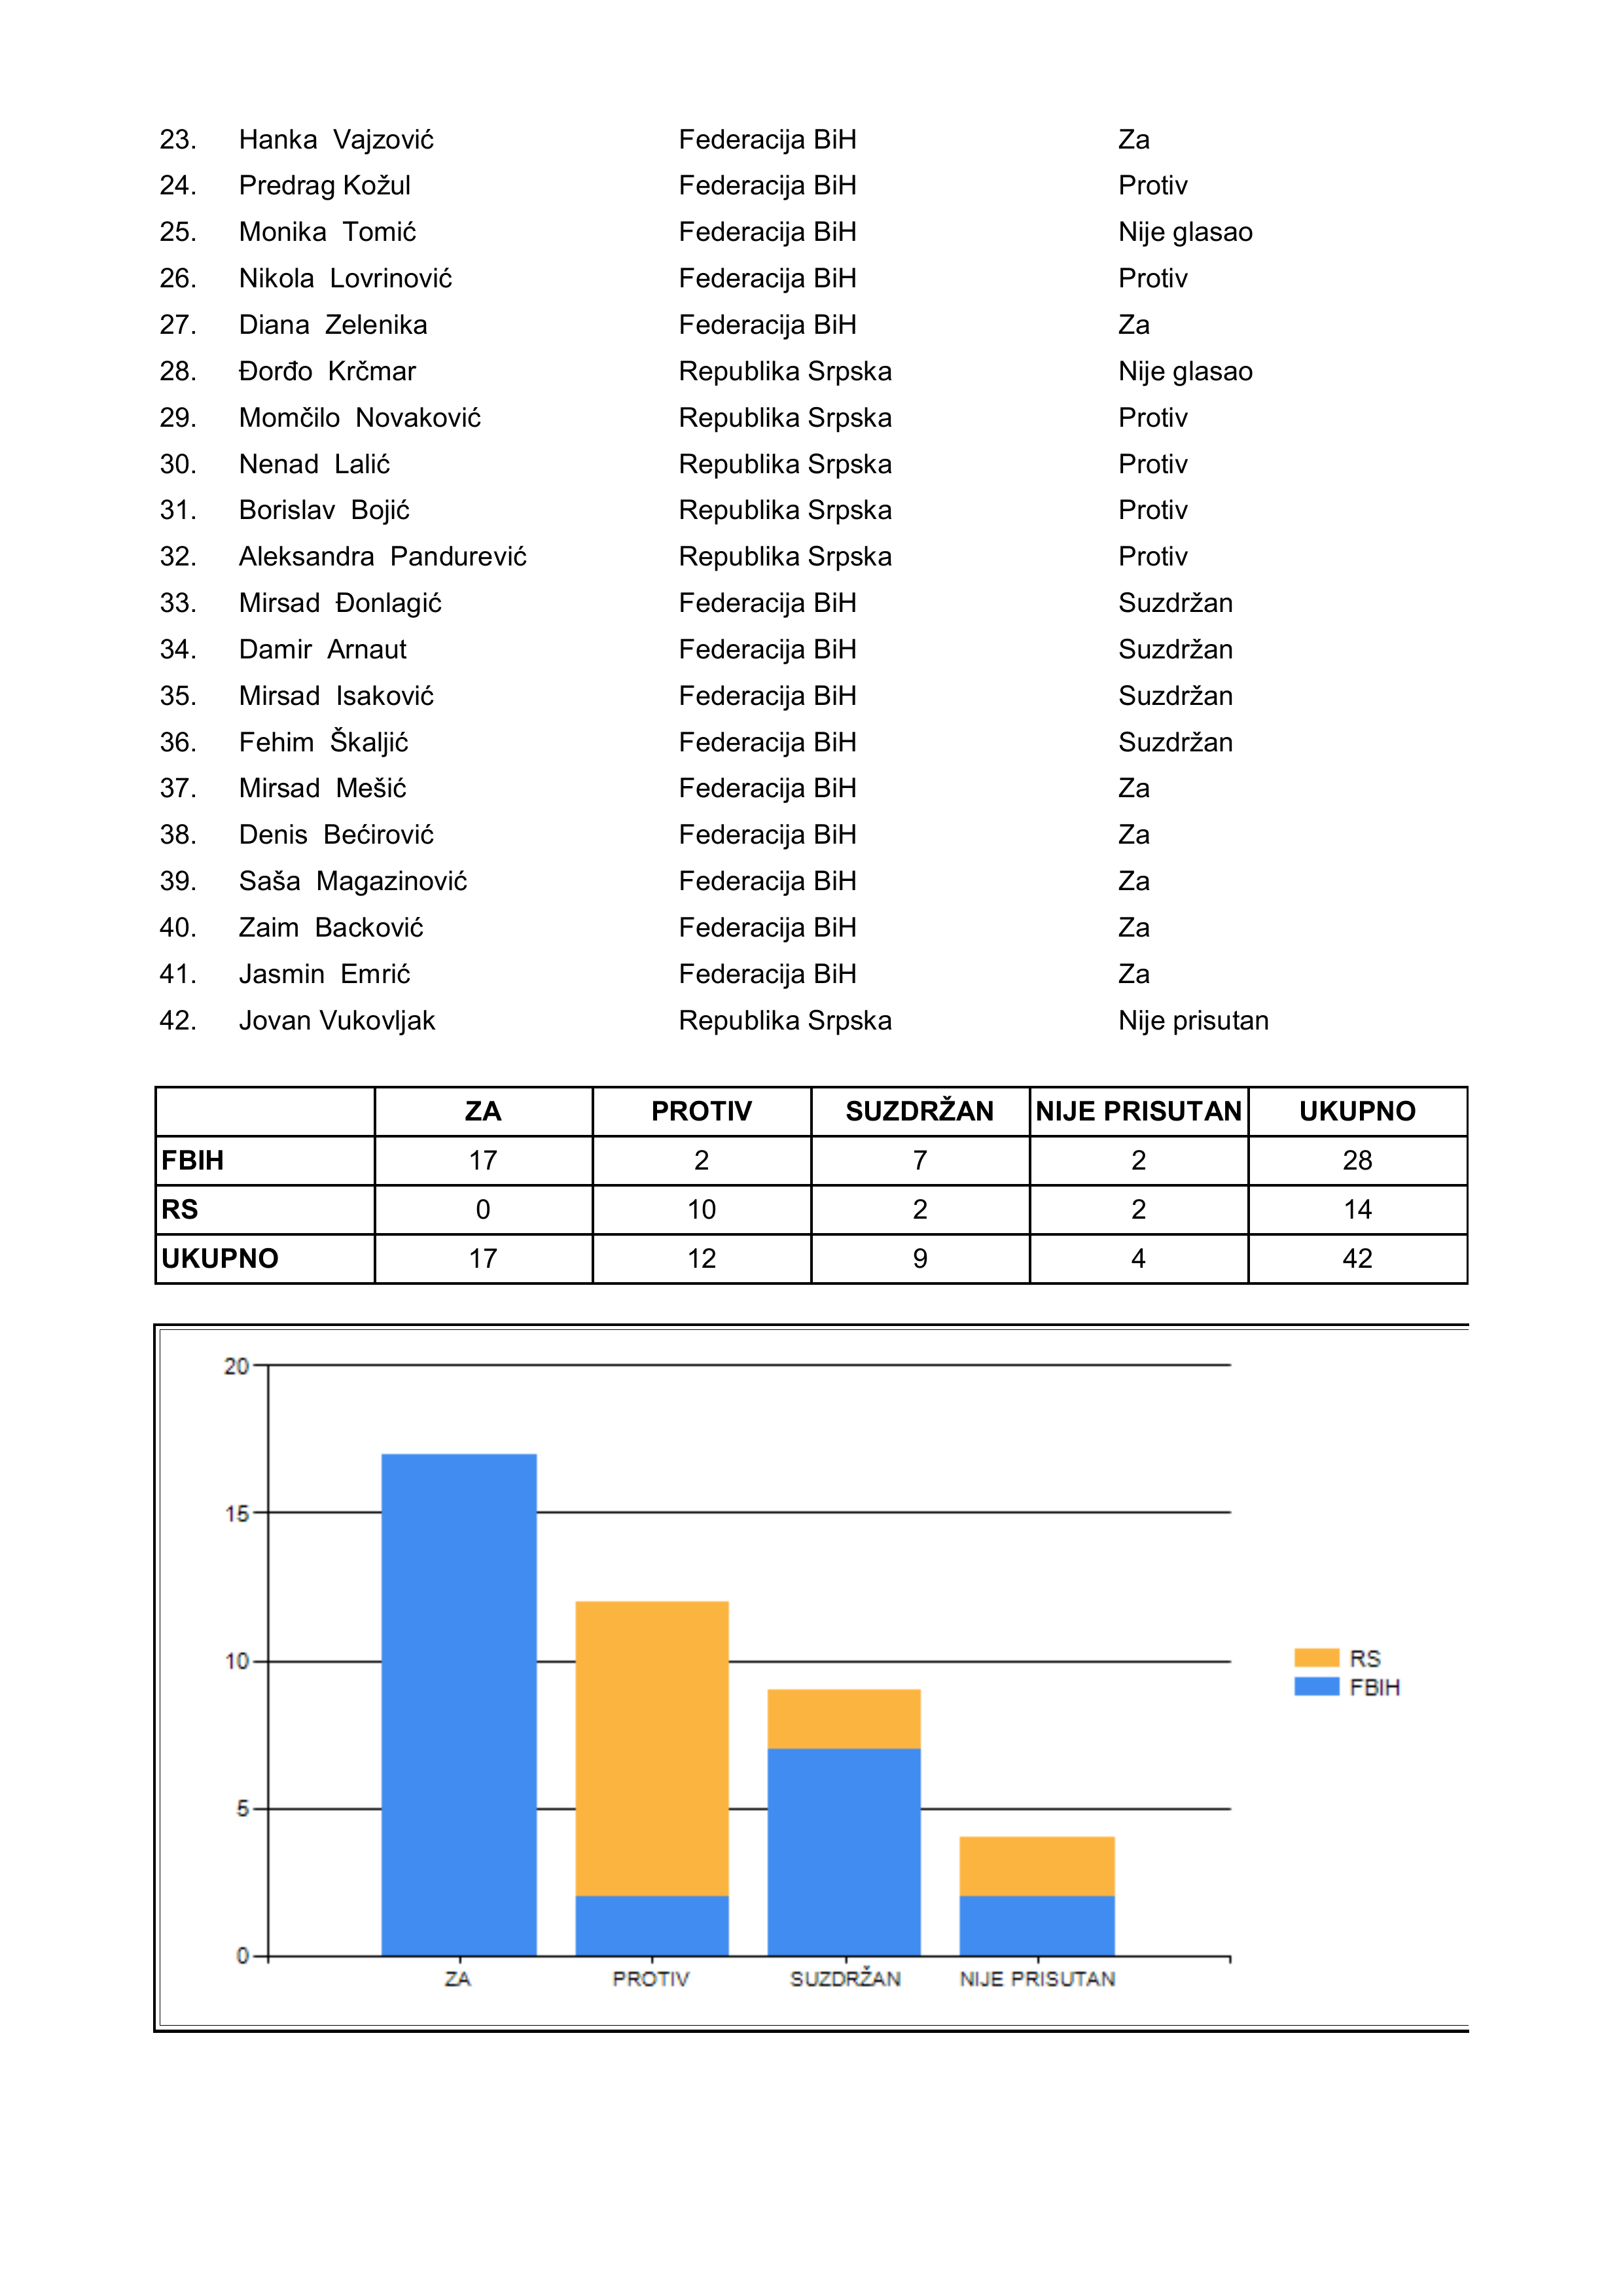 23. Hanka Vajzović Federacija BiH Za
24. Predrag Kožul Federacija BiH Protiv
25. Monika Tomić Federacija BiH Nije glasao
26. Nikola Lovrinović Federacija BiH Protiv
27. Diana Zelenika Federacija BiH Za
28. Đorđo Krčmar Republika Srpska Nije glasao
29. Momčilo Novaković Republika Srpska Protiv
30. Nenad Lalić Republika Srpska Protiv
31. Borislav Bojić Republika Srpska Protiv
32. Aleksandra Pandurević Republika Srpska Protiv
33. Mirsad Đonlagić Federacija BiH Suzdržan
34. Damir Arnaut Federacija BiH Suzdržan
35. Mirsad Isaković Federacija BiH Suzdržan
36. Fehim Škaljić Federacija BiH Suzdržan
37. Mirsad Mešić Federacija BiH Za
38. Denis Bećirović Federacija BiH Za
39. Saša Magazinović Federacija BiH Za
40. Zaim Backović Federacija BiH Za
41. Jasmin Emrić Federacija BiH Za
42. Jovan Vukovljak Republika Srpska Nije prisutan
ZA PROTIV SUZDRŽAN NIJE PRISUTAN UKUPNO
FBIH 17 2 7 2 28
RS 0 10 2 2 14
UKUPNO 17 12 9 4 42
20
15
10
5
0
ZA PROTIV SUZDRŽAN NIJE PRISUTAN
RS
FBIH